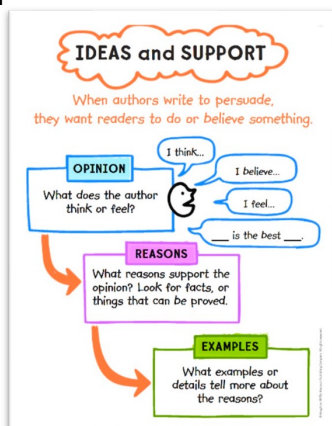 IDEAS and SUPPORT
When authors write to persuade,
they want readers to do or believe something.
I think...
OPINION
I believe...
What does the author
think or feel?
I feel...
___ is the best ___.
REASONS
What reasons support the
opinion? Look for facts, or
things that can be proved.
EXAMPLES
What examples or
details tell more about
the reasons?